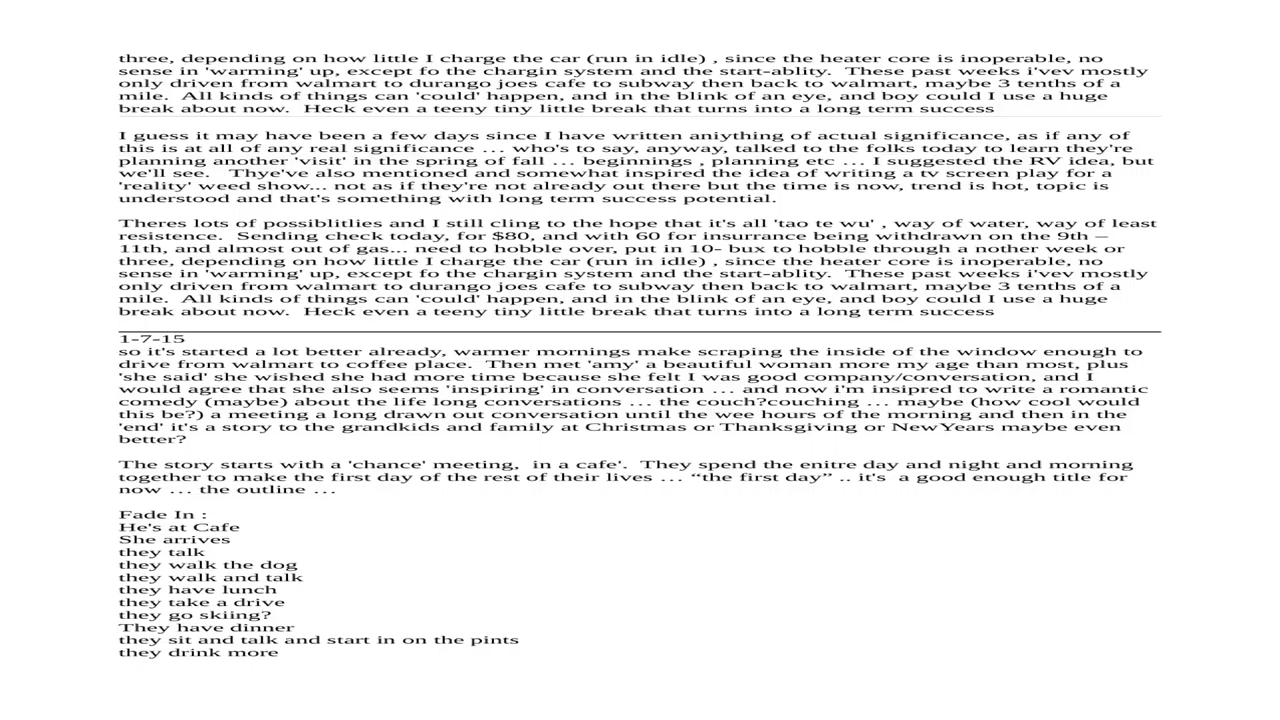 three, depending on how little I charge the car (run in idle) , since the heater core is inoperable, no
sense in 'warming' up, except fo the chargin system and the start-ablity.  These past weeks i'vev mostly
only driven from walmart to durango joes cafe to subway then back to walmart, maybe 3 tenths of a
mile.  All kinds of things can 'could' happen, and in the blink of an eye, and boy could I use a huge
break about now.  Heck even a teeny tiny little break that turns into a long term success
I guess it may have been a few days since I have written aniything of actual significance, as if any of
this is at all of any real significance … who's to say, anyway, talked to the folks today to learn they're
planning another 'visit' in the spring of fall … beginnings , planning etc … I suggested the RV idea, but
we'll see.   Thye've also mentioned and somewhat inspired the idea of writing a tv screen play for a
'reality' weed show... not as if they're not already out there but the time is now, trend is hot, topic is
understood and that's something with long term success potential.
Theres lots of possiblitlies and I still cling to the hope that it's all 'tao te wu' , way of water, way of least
resistence.  Sending check today, for $80, and with 60 for insurrance being withdrawn on the 9th –
11th, and almost out of gas... need to hobble over, put in 10- bux to hobble through a nother week or
three, depending on how little I charge the car (run in idle) , since the heater core is inoperable, no
sense in 'warming' up, except fo the chargin system and the start-ablity.  These past weeks i'vev mostly
only driven from walmart to durango joes cafe to subway then back to walmart, maybe 3 tenths of a
mile.  All kinds of things can 'could' happen, and in the blink of an eye, and boy could I use a huge
break about now.  Heck even a teeny tiny little break that turns into a long term success
1-7-15
so it's started a lot better already, warmer mornings make scraping the inside of the window enough to
drive from walmart to coffee place.  Then met 'amy' a beautiful woman more my age than most, plus
'she said' she wished she had more time because she felt I was good company/conversation, and I
would agree that she also seems 'inspiring' in conversation … and now i'm insipred to write a romantic
comedy (maybe) about the life long conversations … the couch?couching … maybe (how cool would
this be?) a meeting a long drawn out conversation until the wee hours of the morning and then in the
'end' it's a story to the grandkids and family at Christmas or Thanksgiving or NewYears maybe even
better?
The story starts with a 'chance' meeting,  in a cafe'.  They spend the enitre day and night and morning
together to make the first day of the rest of their lives … “the first day” .. it's  a good enough title for
now … the outline …
Fade In :
He's at Cafe
She arrives
they talk
they walk the dog
they walk and talk
they have lunch
they take a drive
they go skiing?
They have dinner
they sit and talk and start in on the pints
they drink more